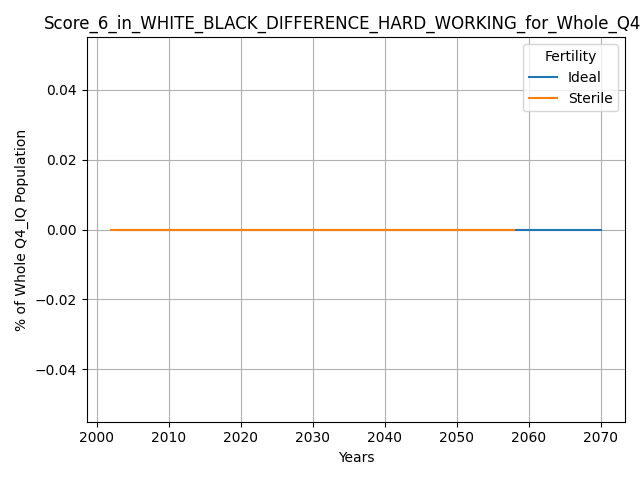 Score_6_in_WHITE_BLACK_DIFFERENCE_HARD_WORKING_for_Whole_Q4
Fertility
Ideal
Sterile
0.04
0.02
0.00
−0.02
−0.04
% of Whole Q4_IQ Population
2000 2010 2020 2030 2040 2050 2060 2070
Years